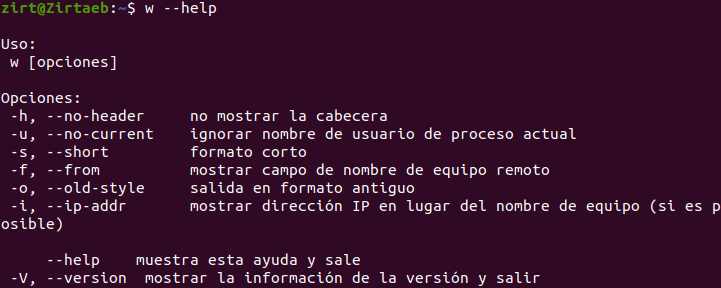 zirt@Zirtaeb:~$ w --help
Uso:
w [opciones]
Opciones:
-h, --no-header     no mostrar la cabecera
-u, --no-current    ignorar nombre de usuario de proceso actual
-s, --short         formato corto
-f, --from          mostrar campo de nombre de equipo remoto
-o, --old-style     salida en formato antiguo
-i, --ip-addr       mostrar dirección IP en lugar del nombre de equipo (si es p
osible)
--help    muestra esta ayuda y sale
-V, --version  mostrar la información de la versión y salir